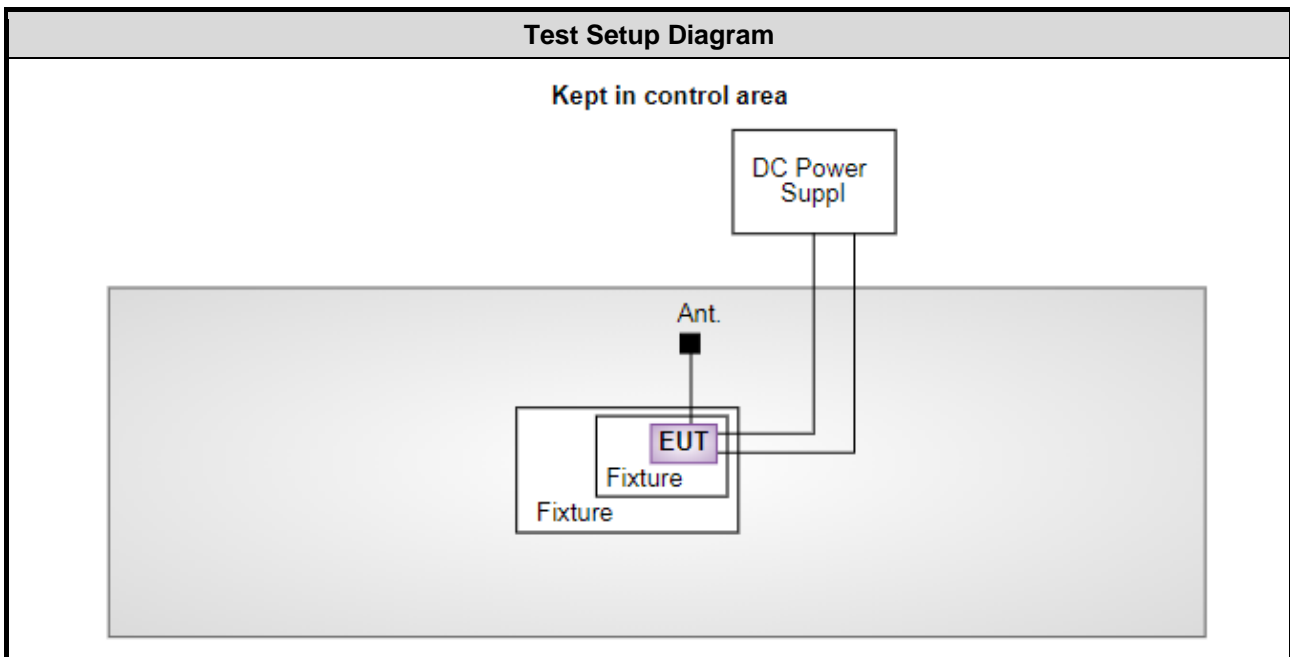 Test Setup Diagram
Kept in control area
DC Power
Suppl
Ant.
EUT
Fixture
Fixture